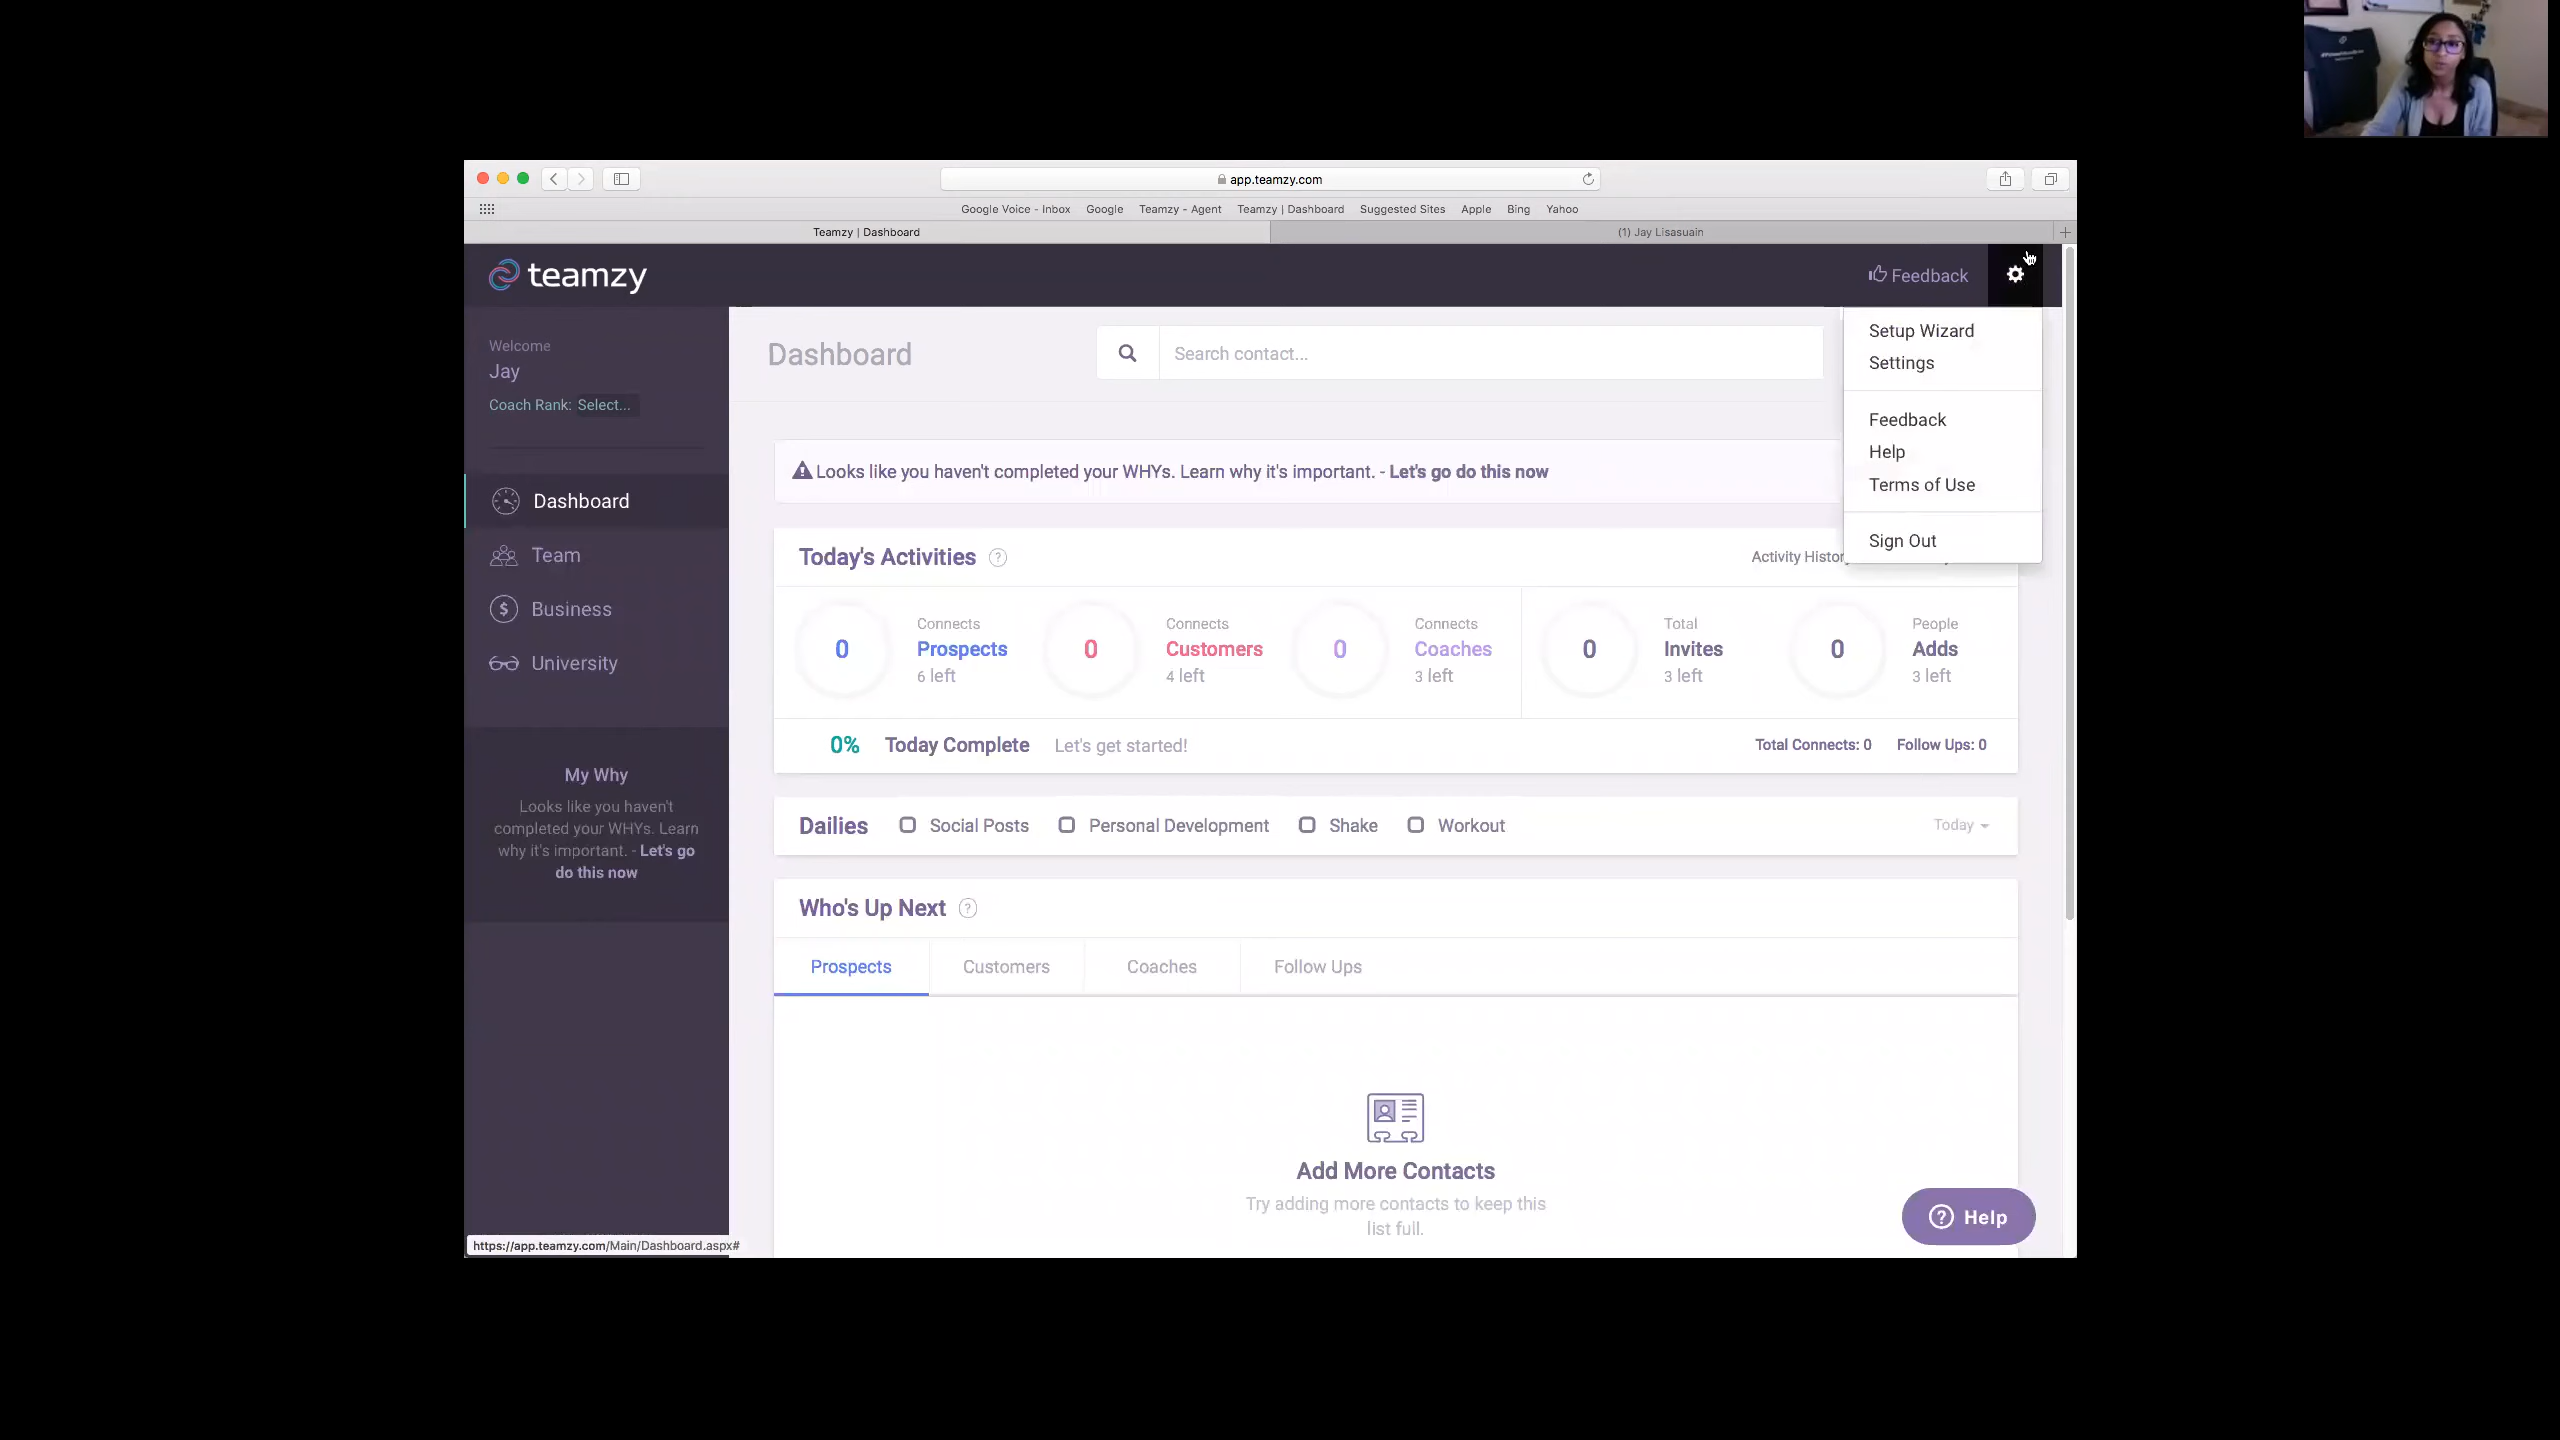 app.teamzy.com
Google Voice - Inbox Google Teamzy - Agent Teamzy | Dashboard Suggested Sites Apple Bing Yahoo
Teamzy | Dashboard
(1) Jay Lisasuain
teamzy
Feedback
Welcome
Jay
Coach Rank: Select...
Dashboard
Team
Business
University
My Why
Looks like you haven't
completed your WHYs. Learn
why it's important. - Let's go
do this now
https://app.teamzy.com/Main/Dashboard.aspx#
Dashboard
Search contact...
Setup Wizard
Settings
Feedback
Help
Terms of Use
Sign Out
Looks like you haven't completed your WHYs. Learn why it's important. - Let's go do this now
Today's Activities ?
Activity Histor
0
Connects
Prospects
6 left
0
Connects
Customers
4 left
0
Connects
Coaches
3 left
0
Total
Invites
3 left
0
People
Adds
3 left
0% Today Complete Let's get started!
Total Connects: 0 Follow Ups: 0
Dailies Social Posts Personal Development Shake Workout
Today
Who's Up Next ?
Prospects Customers Coaches Follow Ups
Add More Contacts
Try adding more contacts to keep this
list full.
? Help